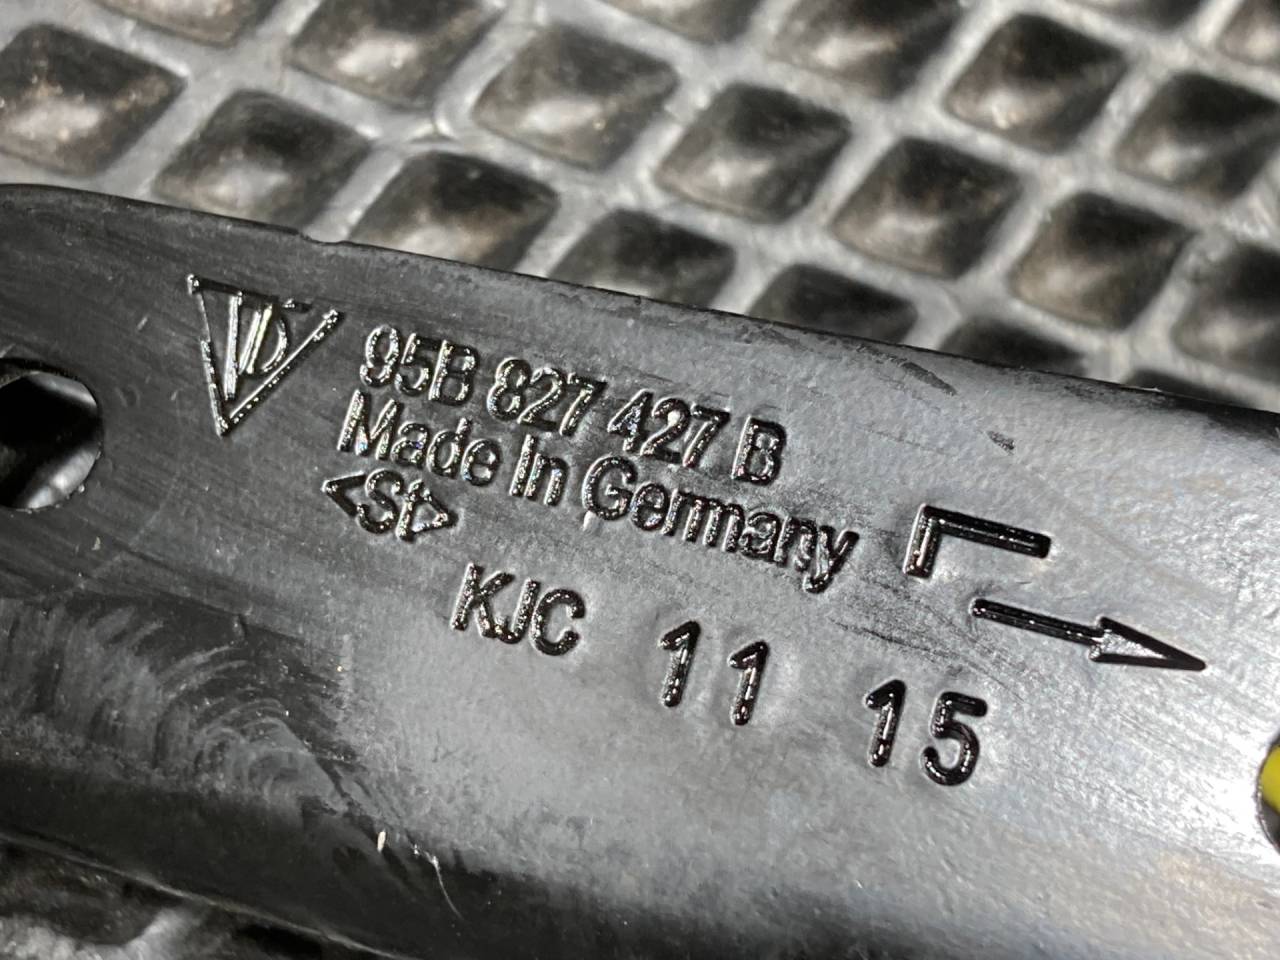 95B 827 427 B
Made In Germany
<St>
KJC 11 15